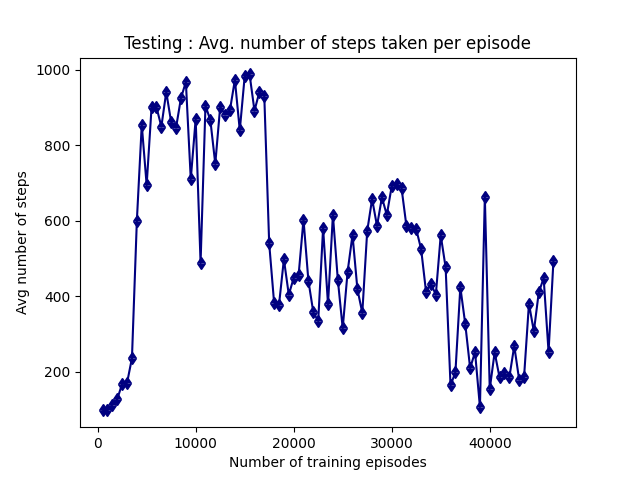 Testing : Avg. number of steps taken per episode
1000
800
600
400
200
Avg number of steps
0 10000 20000 30000 40000
Number of training episodes